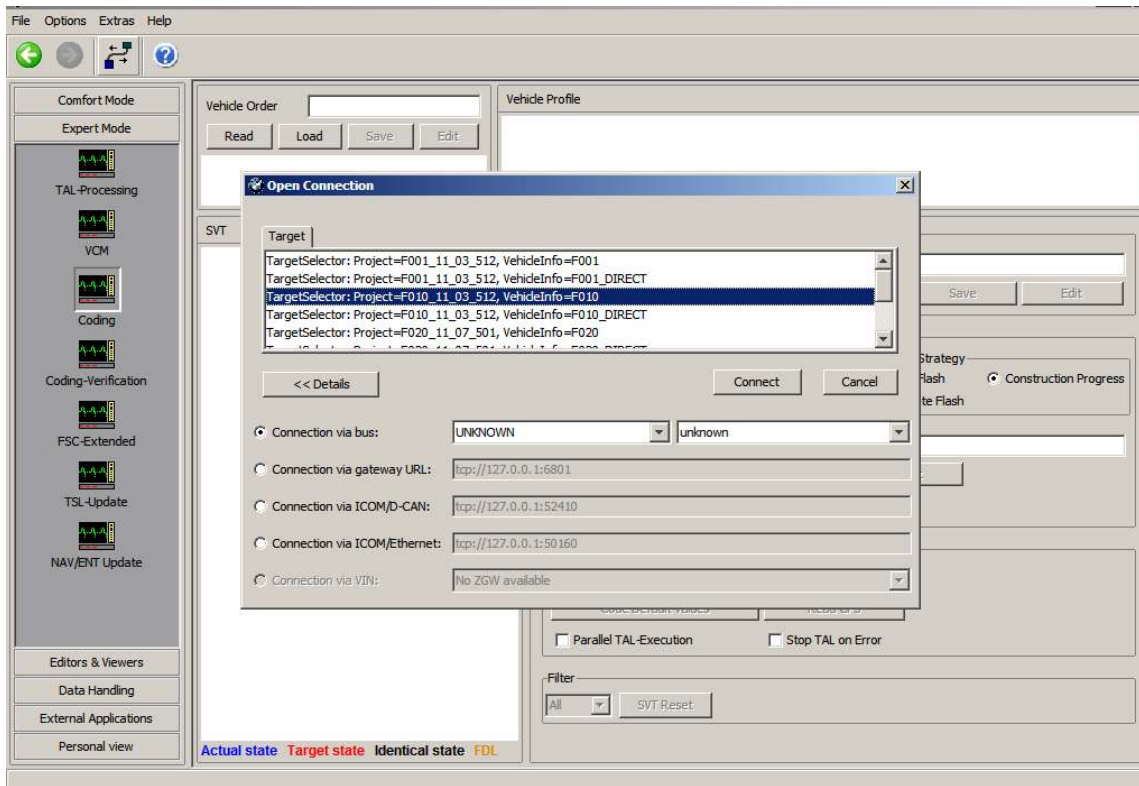 File Options Extras Help
Comfort Mode
Expert Mode
TAL-Processing
VCM
Coding
Coding-Verification
FSC-Extended
TSL-Update
NAV/ENT Update
Editors & Viewers
Data Handling
External Applications
Personal view
Vehicle Order
Read Load Save Edit
Vehicle Profile
SVT
Open Connection
Target
TargetSelector: Project=F001_11_03_512, VehicleInfo=F001
TargetSelector: Project=F001_11_03_512, VehicleInfo=F001_DIRECT
TargetSelector: Project=F010_11_03_512, VehicleInfo=F010
TargetSelector: Project=F010_11_03_512, VehicleInfo=F010_DIRECT
TargetSelector: Project=F020_11_07_501, VehicleInfo=F020
<< Details Connect Cancel
Connection via bus: UNKNOWN unknown
Connection via gateway URL: tcp://127.0.0.1:6801
Connection via ICOM/D-CAN: tcp://127.0.0.1:52410
Connection via ICOM/Ethernet: tcp://127.0.0.1:50160
Connection via VIN: No ZGW available
Save Edit
Strategy
Flash Construction Progress
te Flash
Parallel TAL-Execution Stop TAL on Error
Filter
All SVT Reset
Actual state Target state Identical state FDL